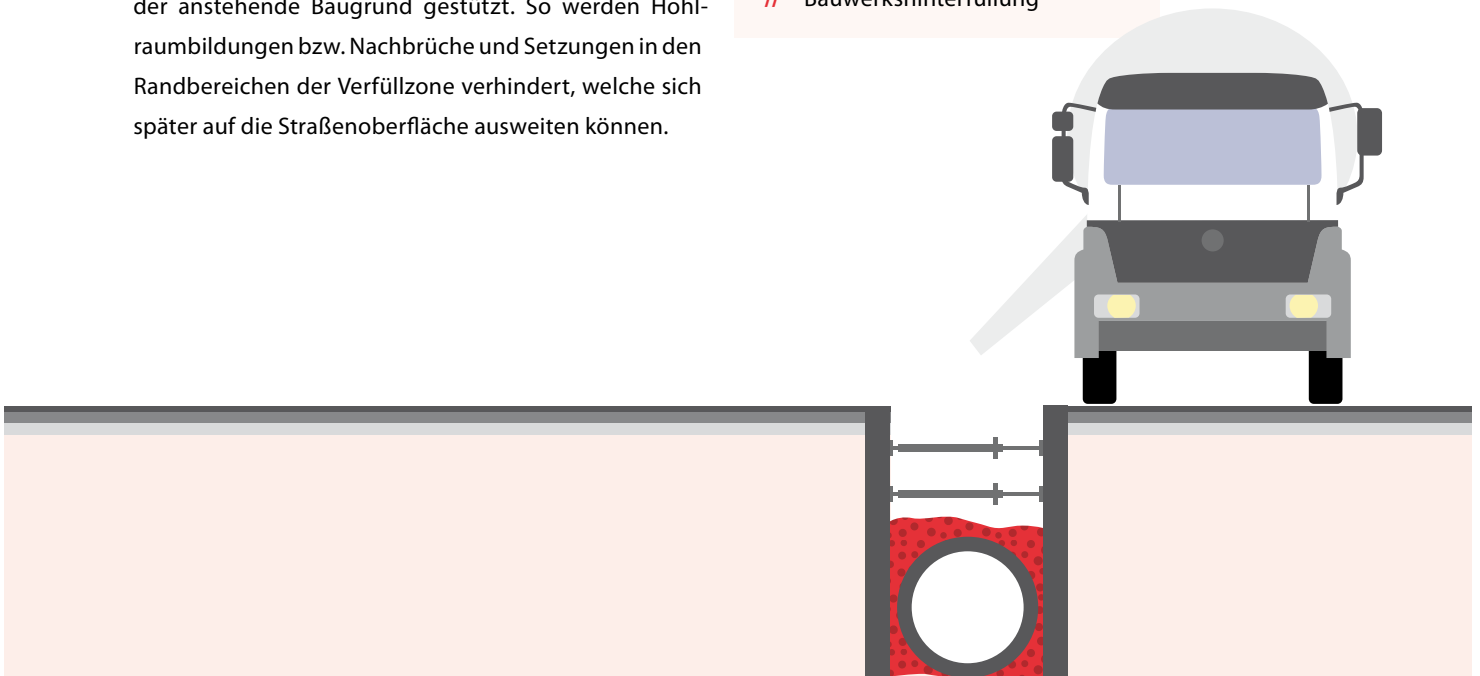 der anstehende Baugrund gestützt. So werden Hohl-
raumbildungen bzw. Nachbrüche und Setzungen in den
Randbereichen der Verfüllzone verhindert, welche sich
später auf die Straßenoberfläche ausweiten können.
// Bauwerkshinterfüllung